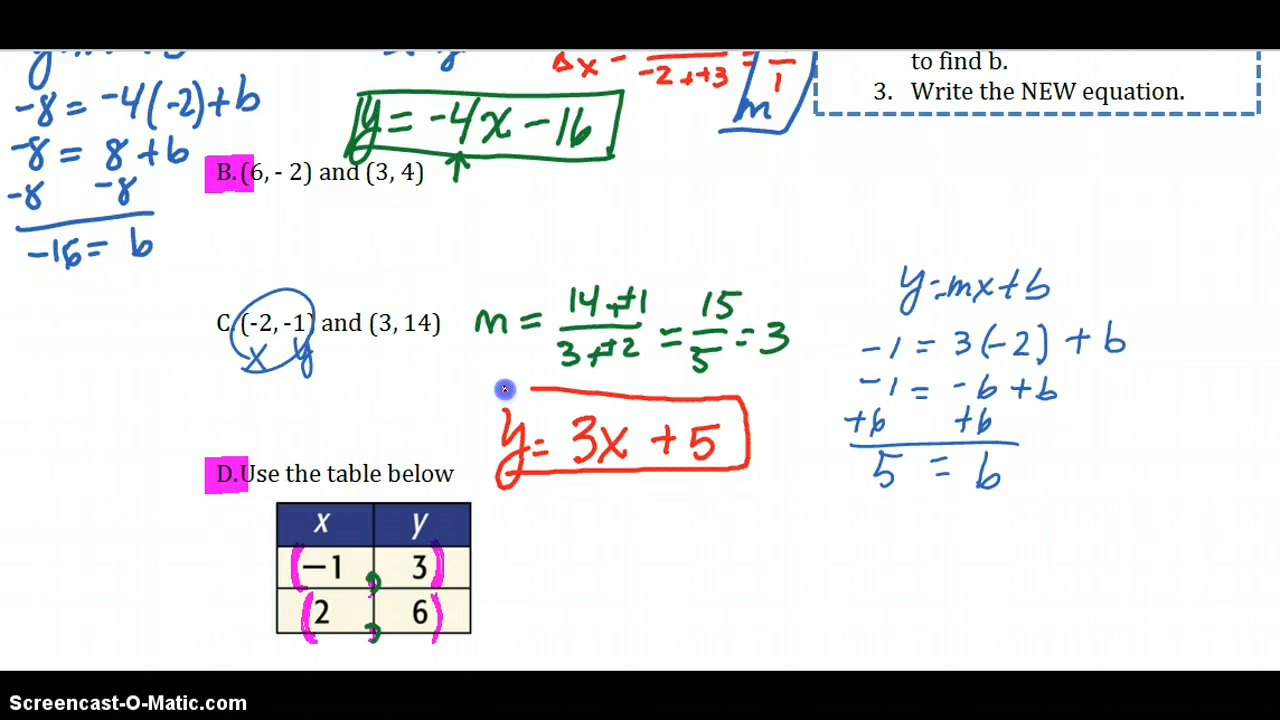 to find b.
3. Write the NEW equation.
Δx - -2 + +3 = 1
m
-8 = -4(-2) + b
-8 = 8 + b
-8 -8
-16 = b
y = -4x - 16
B. (6, - 2) and (3, 4)
C. (-2, -1) and (3, 14)
x y
m = 14 + +1 / 3 + +2 = 15 / 5 = 3
y = 3x + 5
y = mx + b
-1 = 3(-2) + b
-1 = -6 + b
+6 +6
5 = b
D. Use the table below
x y
(-1 , 3)
(2 , 6)
Screencast-O-Matic.com